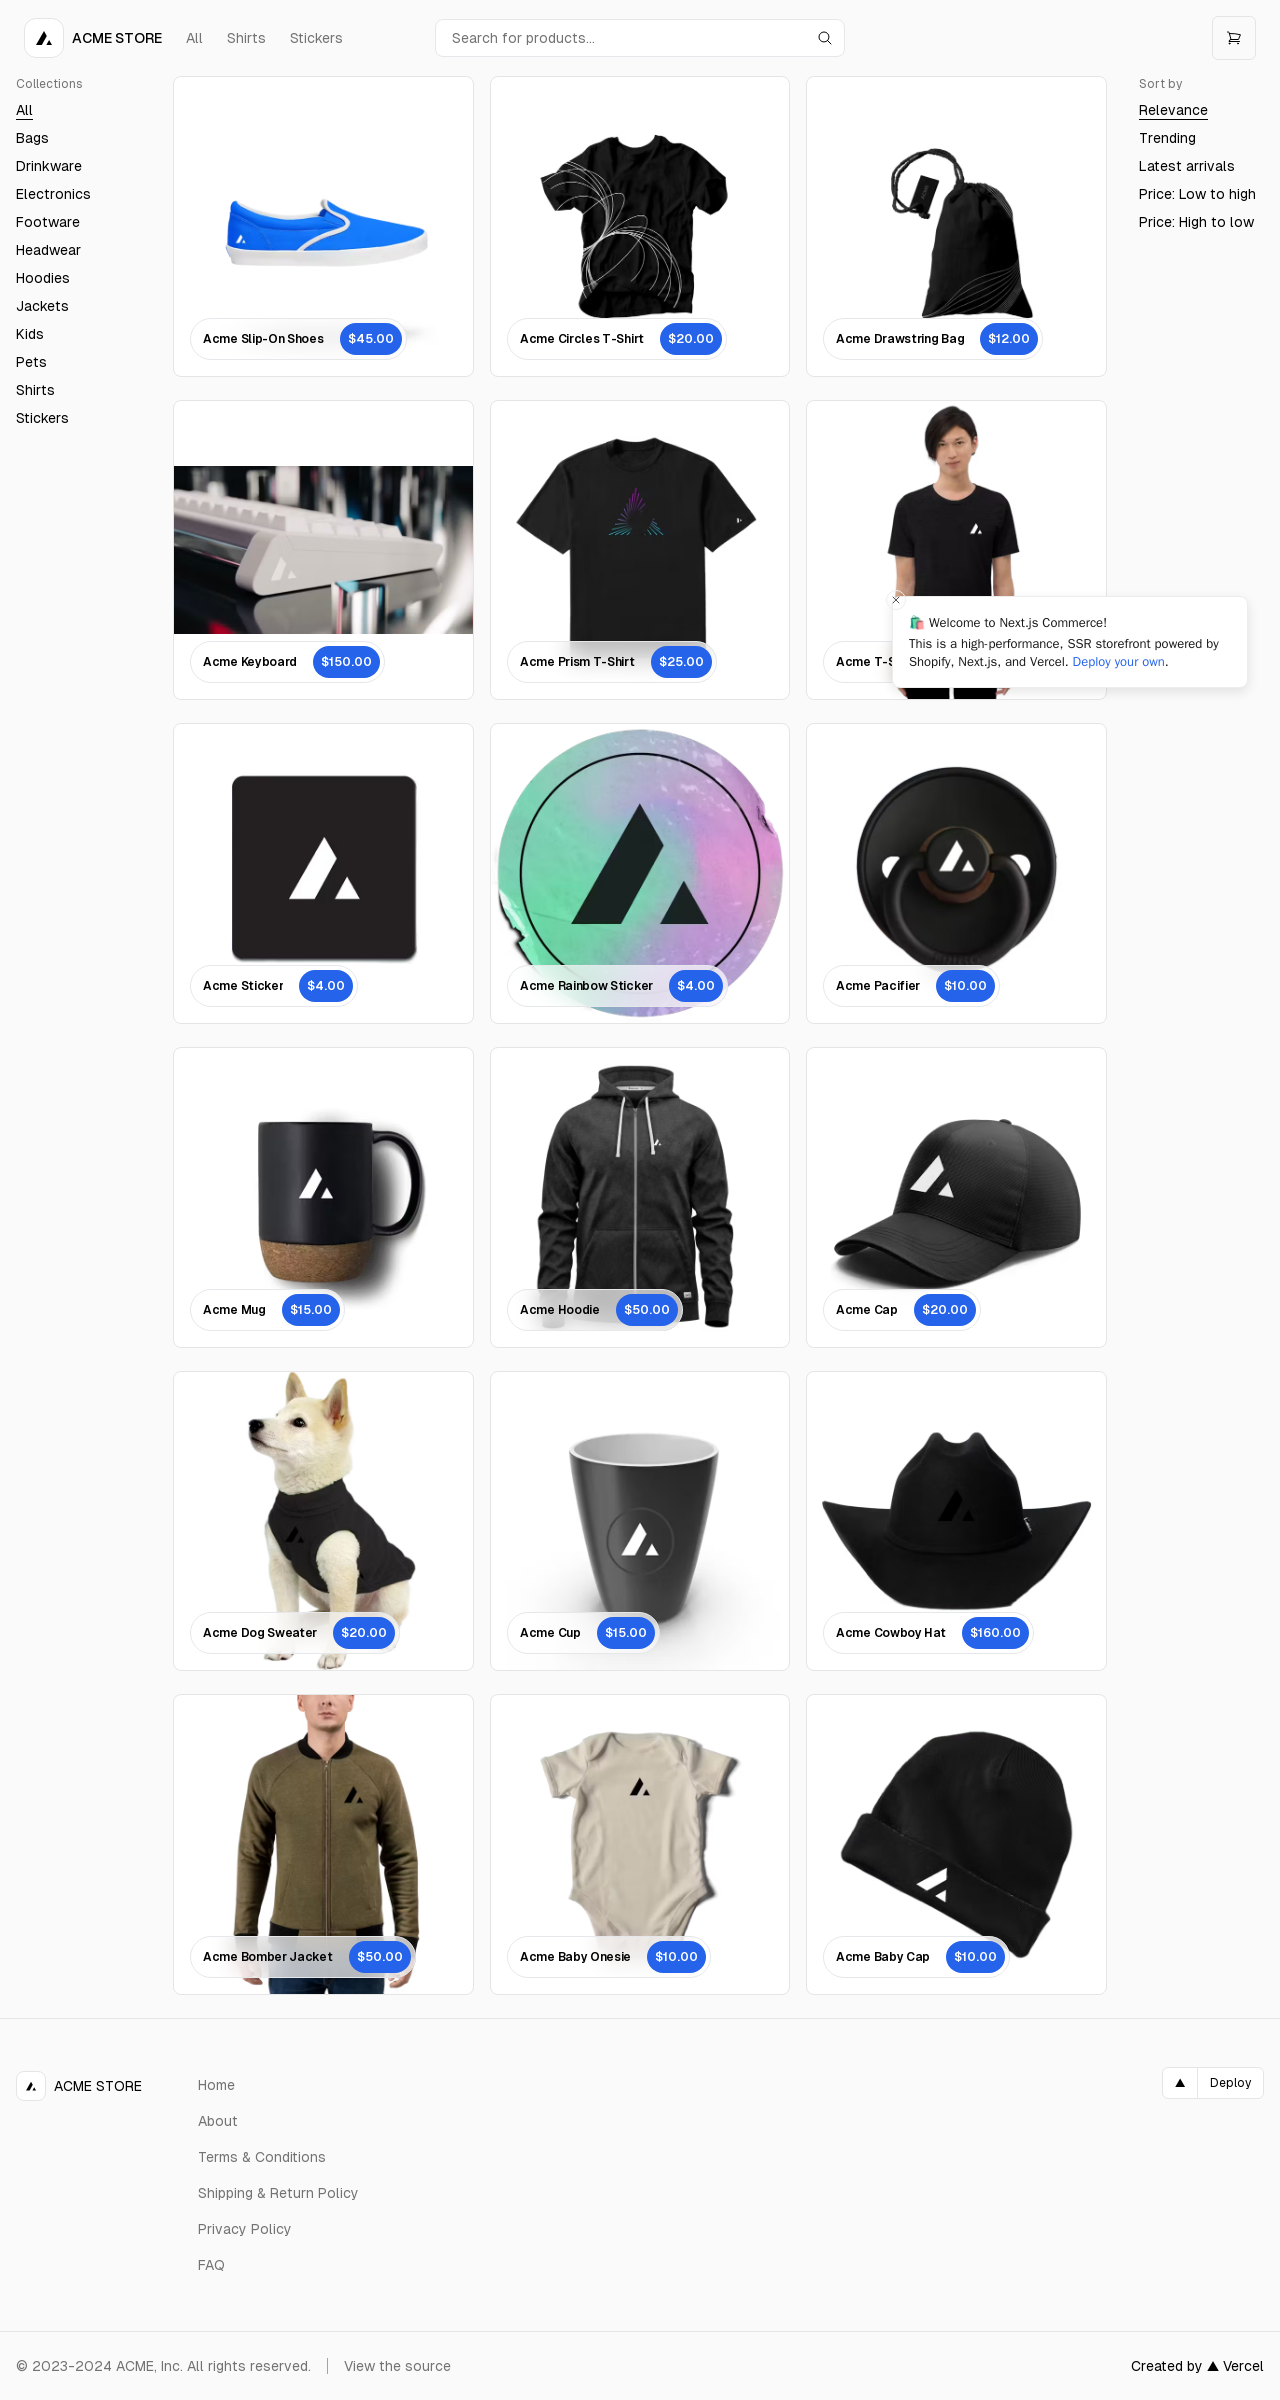 ACME STORE
All
Shirts
Stickers
Search for products...
Collections
All
Bags
Drinkware
Electronics
Footware
Headwear
Hoodies
Jackets
Kids
Pets
Shirts
Stickers
Sort by
Relevance
Trending
Latest arrivals
Price: Low to high
Price: High to low
Acme Slip-On Shoes $45.00
Acme Circles T-Shirt $20.00
Acme Drawstring Bag $12.00
Acme Keyboard $150.00
Acme Prism T-Shirt $25.00
Acme T-S
🛍️ Welcome to Next.js Commerce!
This is a high-performance, SSR storefront powered by
Shopify, Next.js, and Vercel. Deploy your own.
Acme Sticker $4.00
Acme Rainbow Sticker $4.00
Acme Pacifier $10.00
Acme Mug $15.00
Acme Hoodie $50.00
Acme Cap $20.00
Acme Dog Sweater $20.00
Acme Cup $15.00
Acme Cowboy Hat $160.00
Acme Bomber Jacket $50.00
Acme Baby Onesie $10.00
Acme Baby Cap $10.00
ACME STORE
Home
About
Terms & Conditions
Shipping & Return Policy
Privacy Policy
FAQ
▲ Deploy
© 2023-2024 ACME, Inc. All rights reserved.
View the source
Created by ▲ Vercel